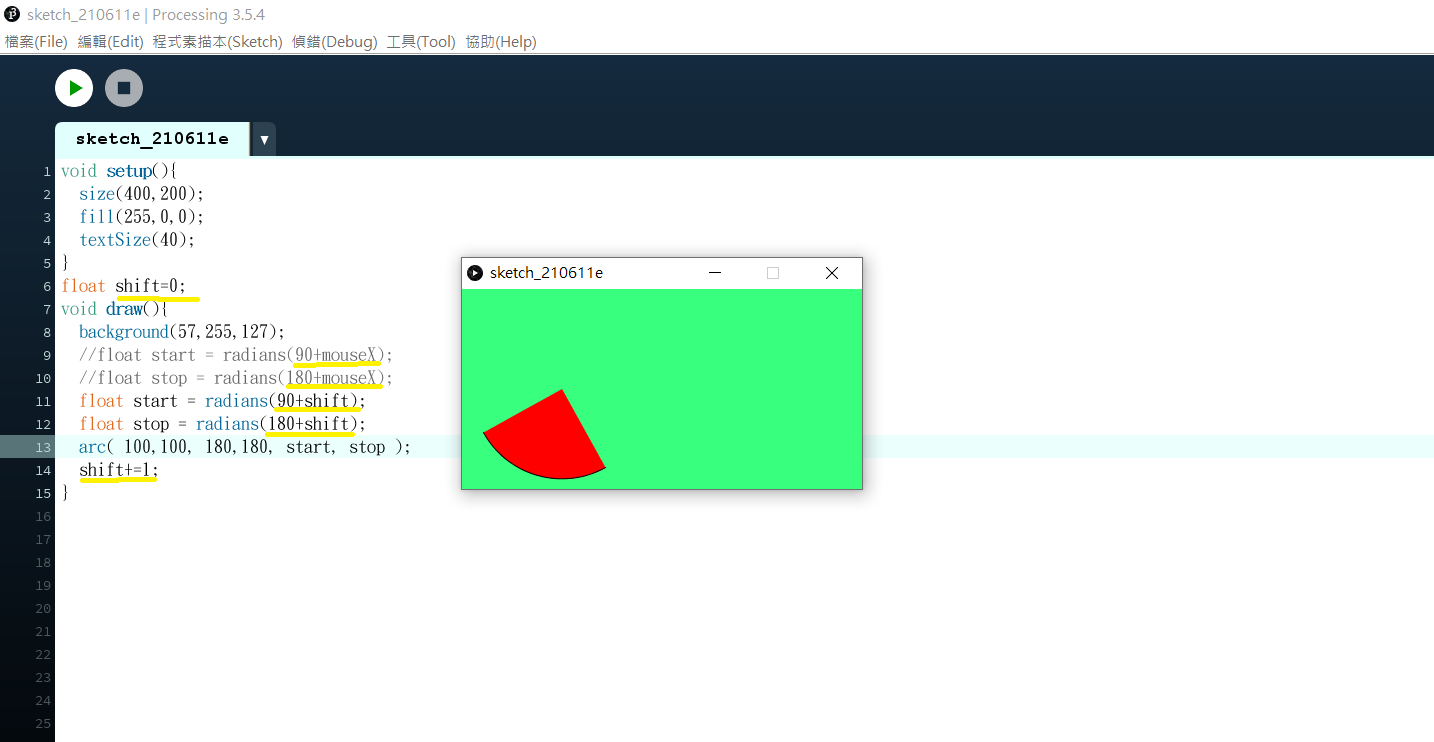 sketch_210611e | Processing 3.5.4
檔案(File) 編輯(Edit) 程式素描本(Sketch) 偵錯(Debug) 工具(Tool) 協助(Help)
sketch_210611e ▼
1 void setup(){
2   size(400,200);
3   fill(255,0,0);
4   textSize(40);
5 }
6 float shift=0;
7 void draw(){
8   background(57,255,127);
9   //float start = radians(90+mouseX);
10   //float stop = radians(180+mouseX);
11   float start = radians(90+shift);
12   float stop = radians(180+shift);
13   arc( 100,100, 180,180, start, stop );
14   shift+=1;
15 }
16
17
18
19
20
21
22
23
24
25
sketch_210611e